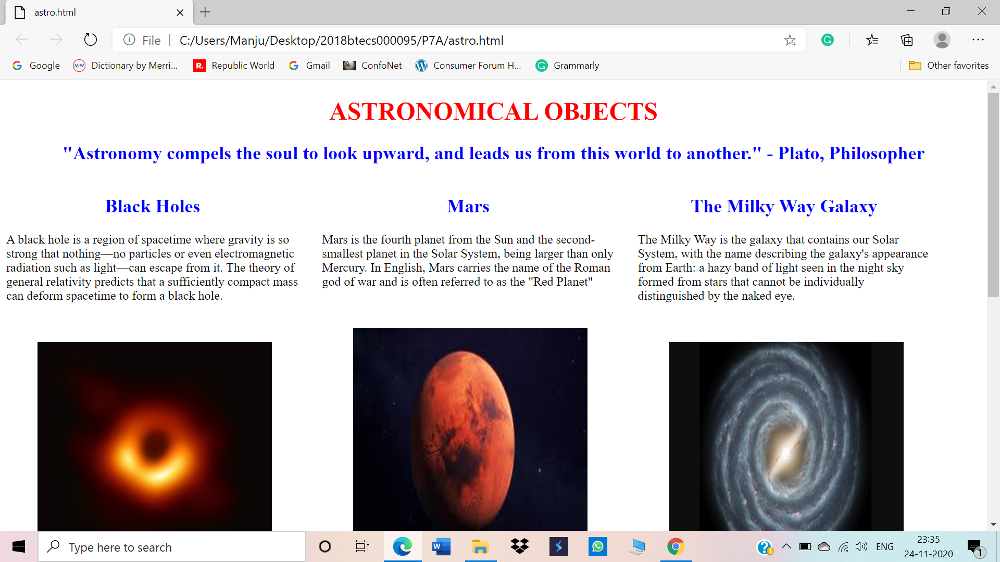 astro.html
File
C:/Users/Manju/Desktop/2018btecs000095/P7A/astro.html
Google
Dictionary by Merri...
Republic World
Gmail
ConfoNet
Consumer Forum H...
Grammarly
Other favorites
ASTRONOMICAL OBJECTS
"Astronomy compels the soul to look upward, and leads us from this world to another." - Plato, Philosopher
Black Holes
A black hole is a region of spacetime where gravity is so
strong that nothing—no particles or even electromagnetic
radiation such as light—can escape from it. The theory of
general relativity predicts that a sufficiently compact mass
can deform spacetime to form a black hole.
Mars
Mars is the fourth planet from the Sun and the second-
smallest planet in the Solar System, being larger than only
Mercury. In English, Mars carries the name of the Roman
god of war and is often referred to as the "Red Planet"
The Milky Way Galaxy
The Milky Way is the galaxy that contains our Solar
System, with the name describing the galaxy's appearance
from Earth: a hazy band of light seen in the night sky
formed from stars that cannot be individually
distinguished by the naked eye.
Type here to search
ENG
23:35
24-11-2020
1